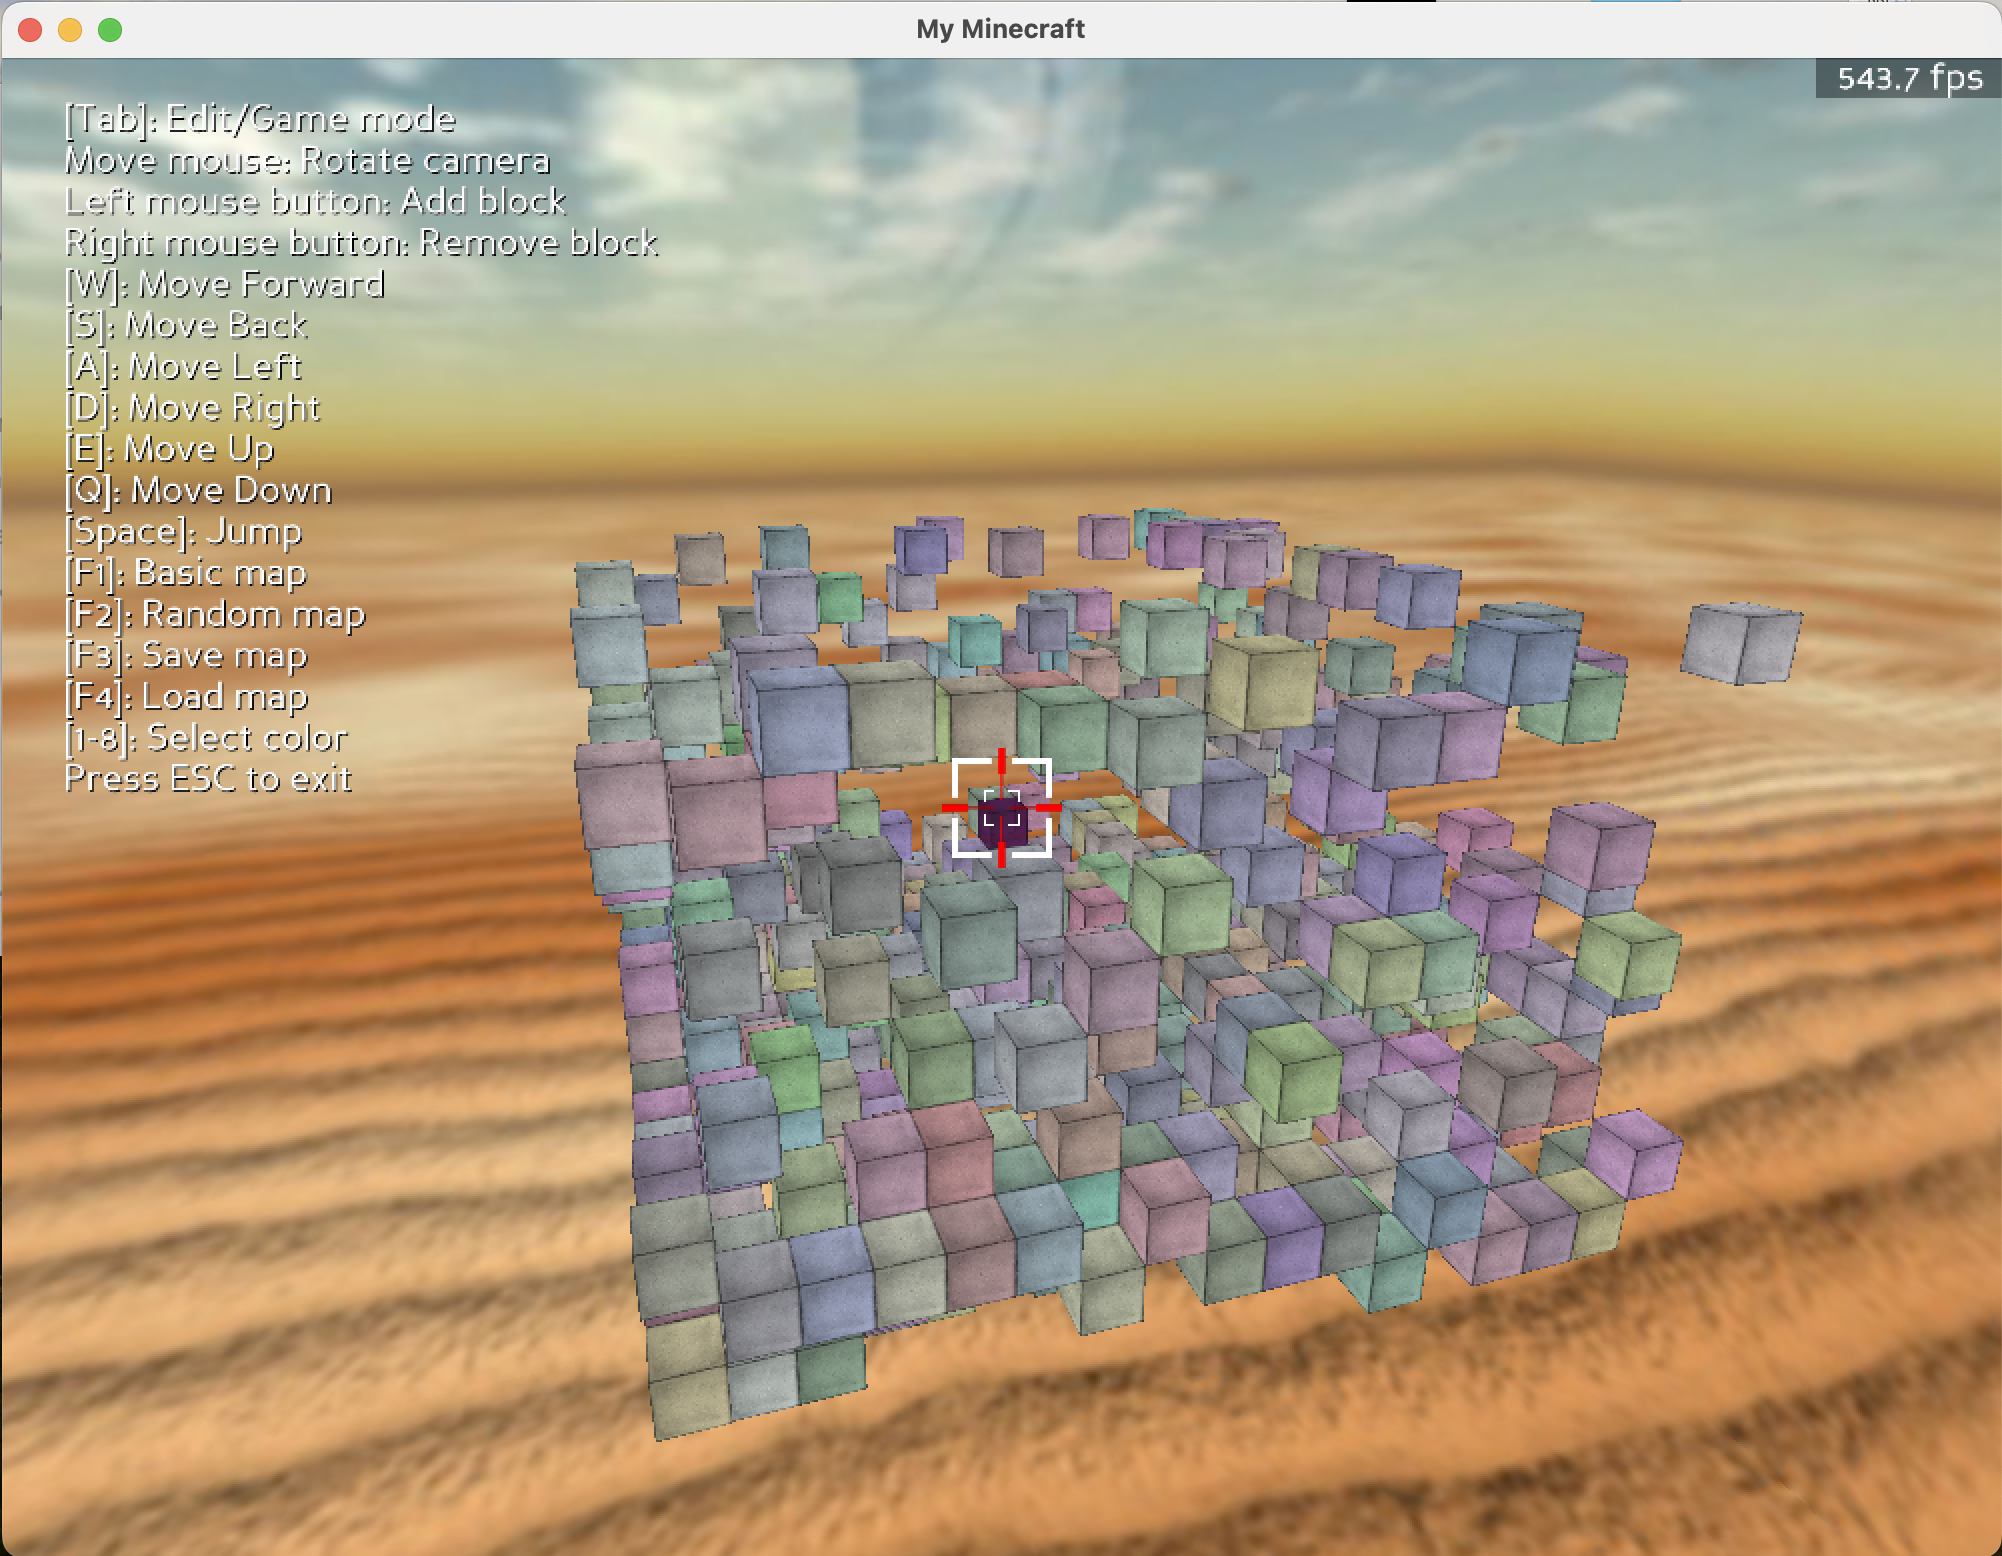 My Minecraft
543.7 fps
[Tab]: Edit/Game mode
Move mouse: Rotate camera
Left mouse button: Add block
Right mouse button: Remove block
[W]: Move Forward
[S]: Move Back
[A]: Move Left
[D]: Move Right
[E]: Move Up
[Q]: Move Down
[Space]: Jump
[F1]: Basic map
[F2]: Random map
[F3]: Save map
[F4]: Load map
[1-8]: Select color
Press ESC to exit